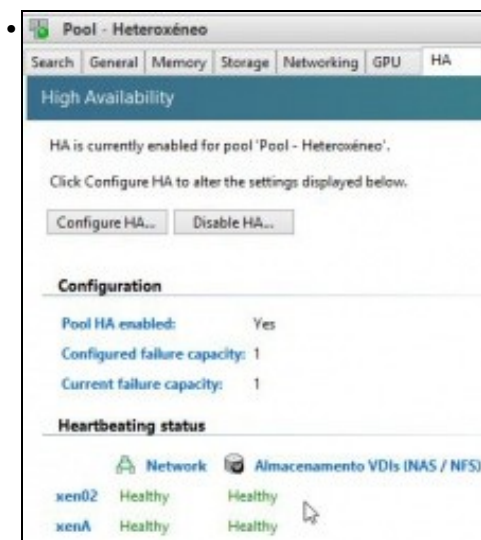 Pool - Heteroxéneo
Search General Memory Storage Networking GPU HA
High Availability
HA is currently enabled for pool 'Pool - Heteroxéneo'.
Click Configure HA to alter the settings displayed below.
Configure HA... Disable HA...
Configuration
Pool HA enabled: Yes
Configured failure capacity: 1
Current failure capacity: 1
Heartbeating status
Network Almacenamento VDIs (NAS / NFS)
xen02 Healthy Healthy
xenA Healthy Healthy